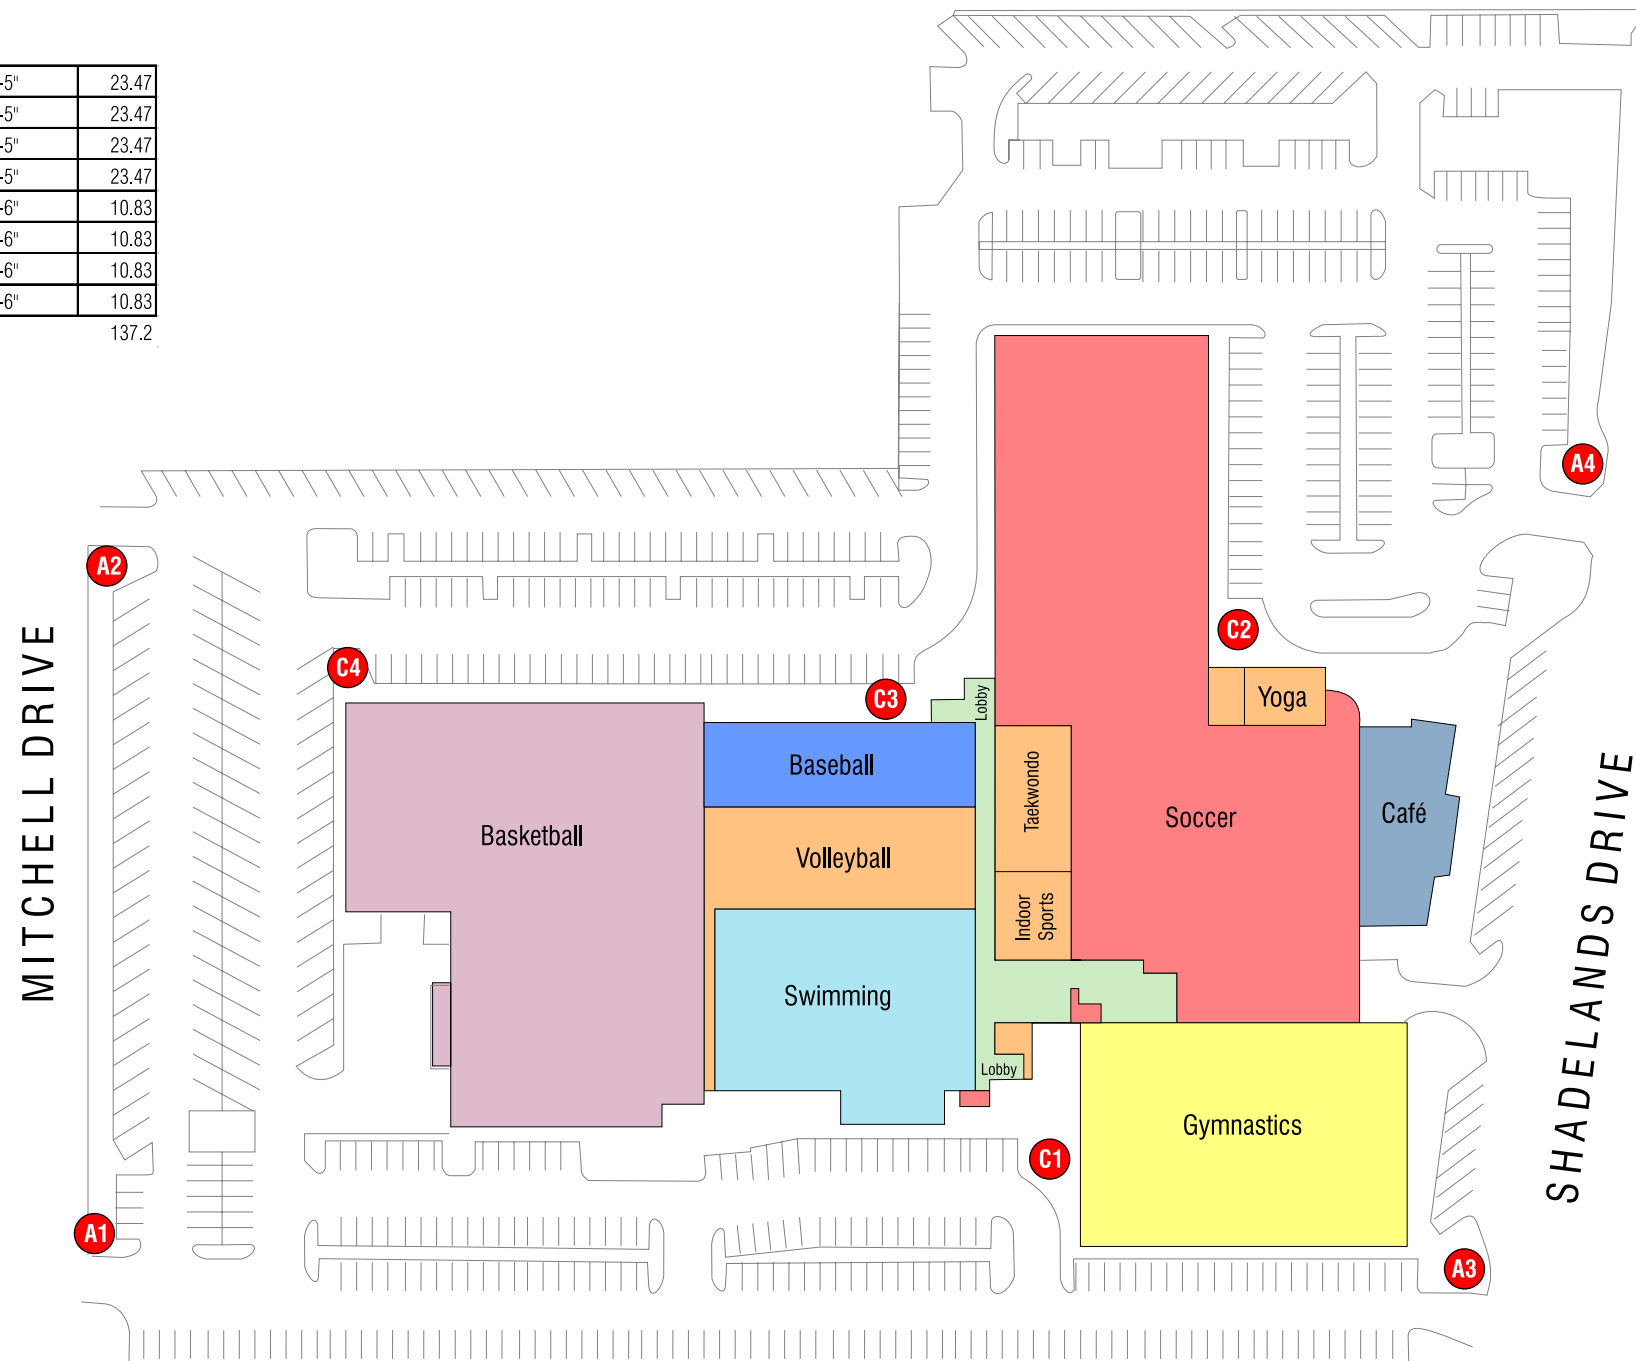 -5" 23.47
-5" 23.47
-5" 23.47
-5" 23.47
-6" 10.83
-6" 10.83
-6" 10.83
-6" 10.83
137.2
A4
A2
C2
C4
C3
Lobby
Yoga
MITCHELL DRIVE
Baseball
Taekwondo
Soccer
Café
Basketball
Volleyball
Indoor
Sports
SHADELANDS DRIVE
Swimming
Lobby
Gymnastics
C1
A1
A3